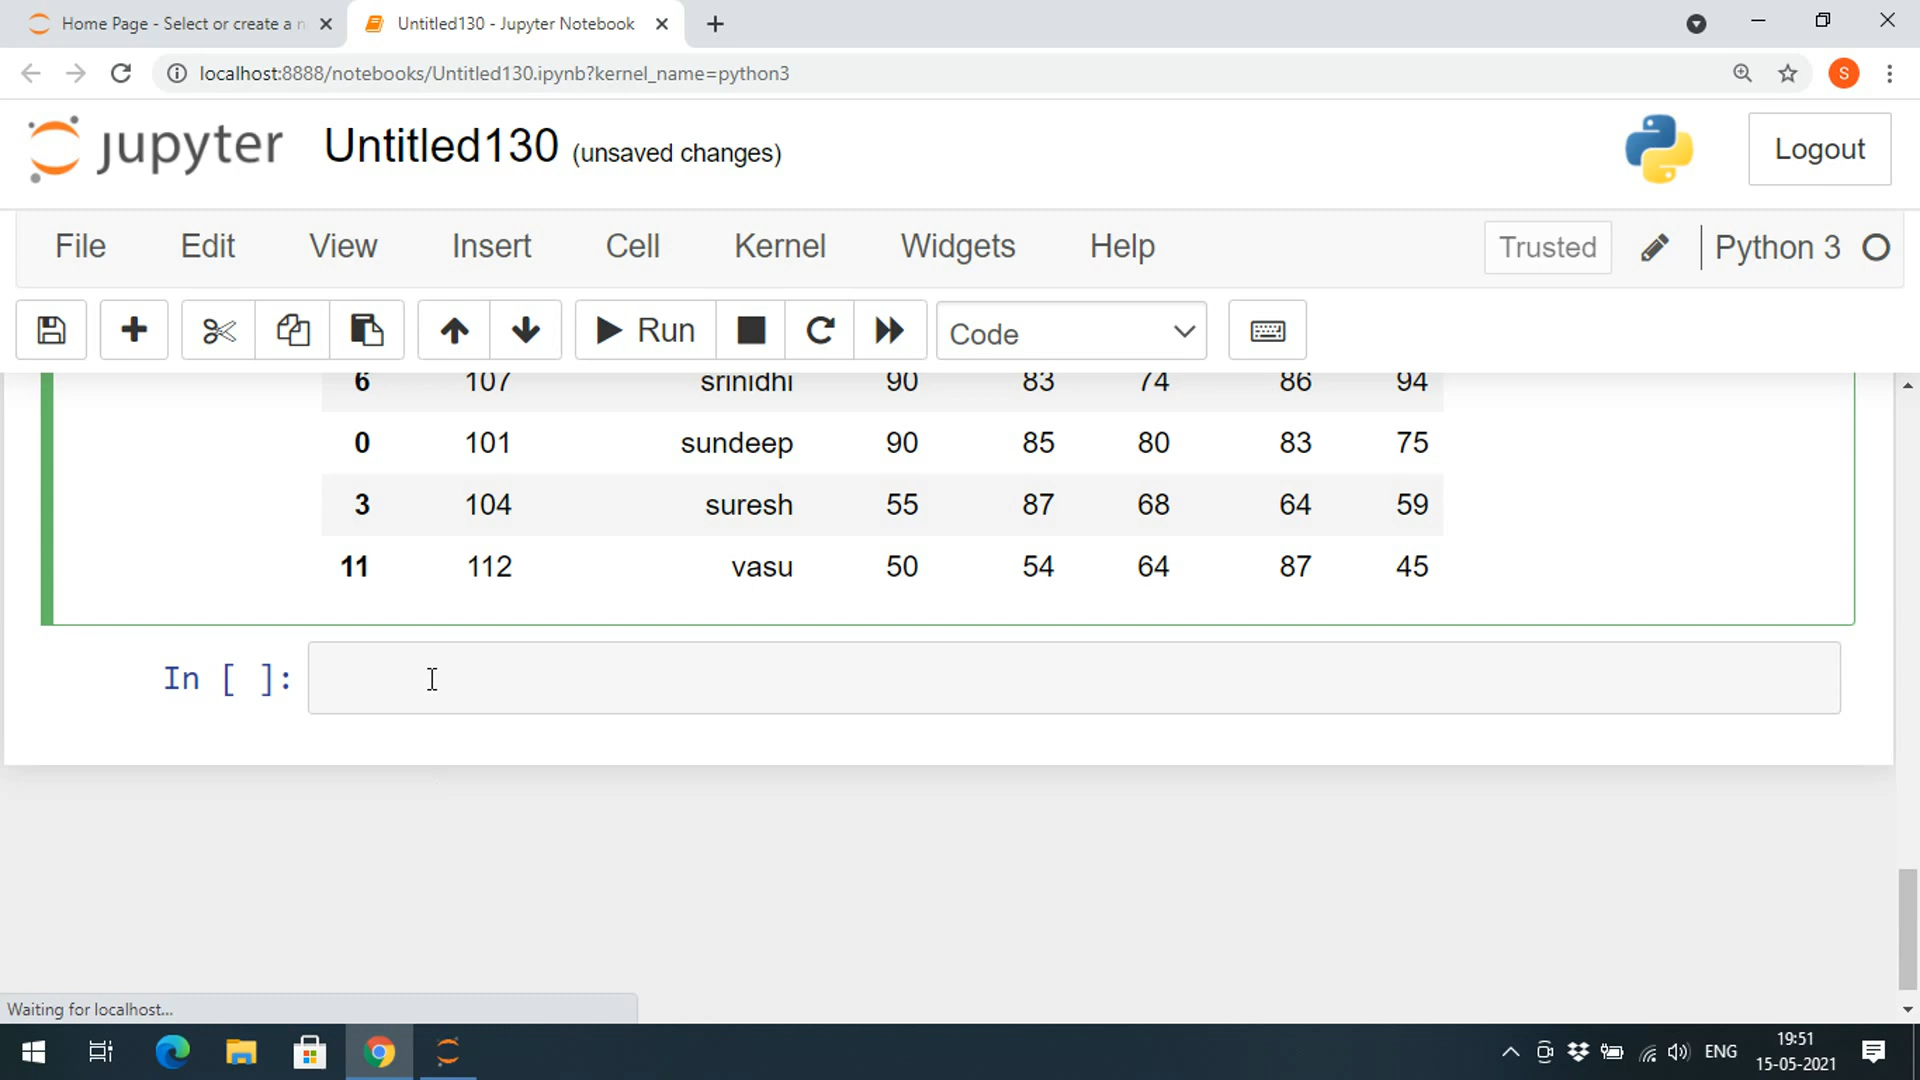 Home Page - Select or create a n
Untitled130 - Jupyter Notebook
localhost:8888/notebooks/Untitled130.ipynb?kernel_name=python3
S
jupyter Untitled130 (unsaved changes)
Logout
File Edit View Insert Cell Kernel Widgets Help
Trusted
Python 3
Run
Code
6 107 srinidhi 90 83 74 86 94
0 101 sundeep 90 85 80 83 75
3 104 suresh 55 87 68 64 59
11 112 vasu 50 54 64 87 45
In [ ]:
Waiting for localhost...
ENG
19:51
15-05-2021